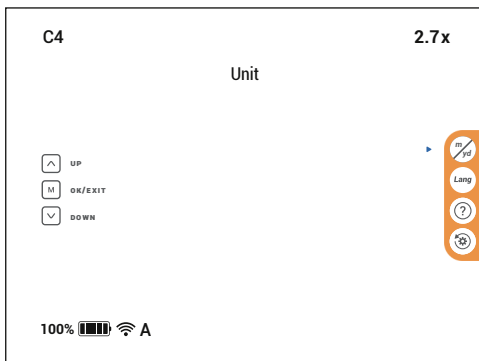 C4 2.7x
Unit
m/yd
UP
Lang
M OK/EXIT
?
DOWN
100% A